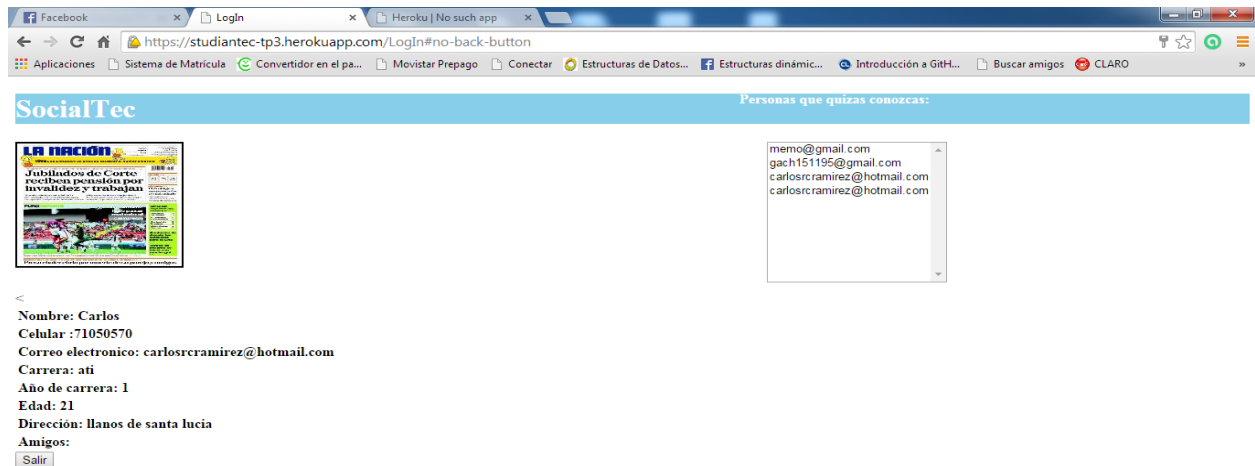 Facebook
LogIn
Heroku | No such app
https://studiantec-tp3.herokuapp.com/LogIn#no-back-button
Aplicaciones
Sistema de Matrícula
Convertidor en el pa...
Movistar Prepago
Conectar
Estructuras de Datos...
Estructuras dinámic...
Introducción a GitH...
Buscar amigos
CLARO
»
SocialTec
Personas que quizas conozcas:
LA NACIÓN
Jubilados de Corte
reciben pensión por
invalidez y trabajan
memo@gmail.com
gach151195@gmail.com
carlosrcramirez@hotmail.com
carlosrcramirez@hotmail.com
<
Nombre: Carlos
Celular :71050570
Correo electronico: carlosrcramirez@hotmail.com
Carrera: ati
Año de carrera: 1
Edad: 21
Dirección: llanos de santa lucia
Amigos:
Salir